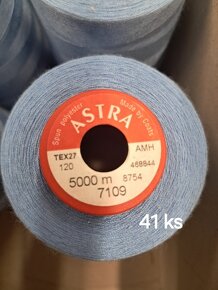 ASTRA
Spun polyester
Made by Coats
TEX27
AMH
120
468844
5000 m
8754
7109
41 ks